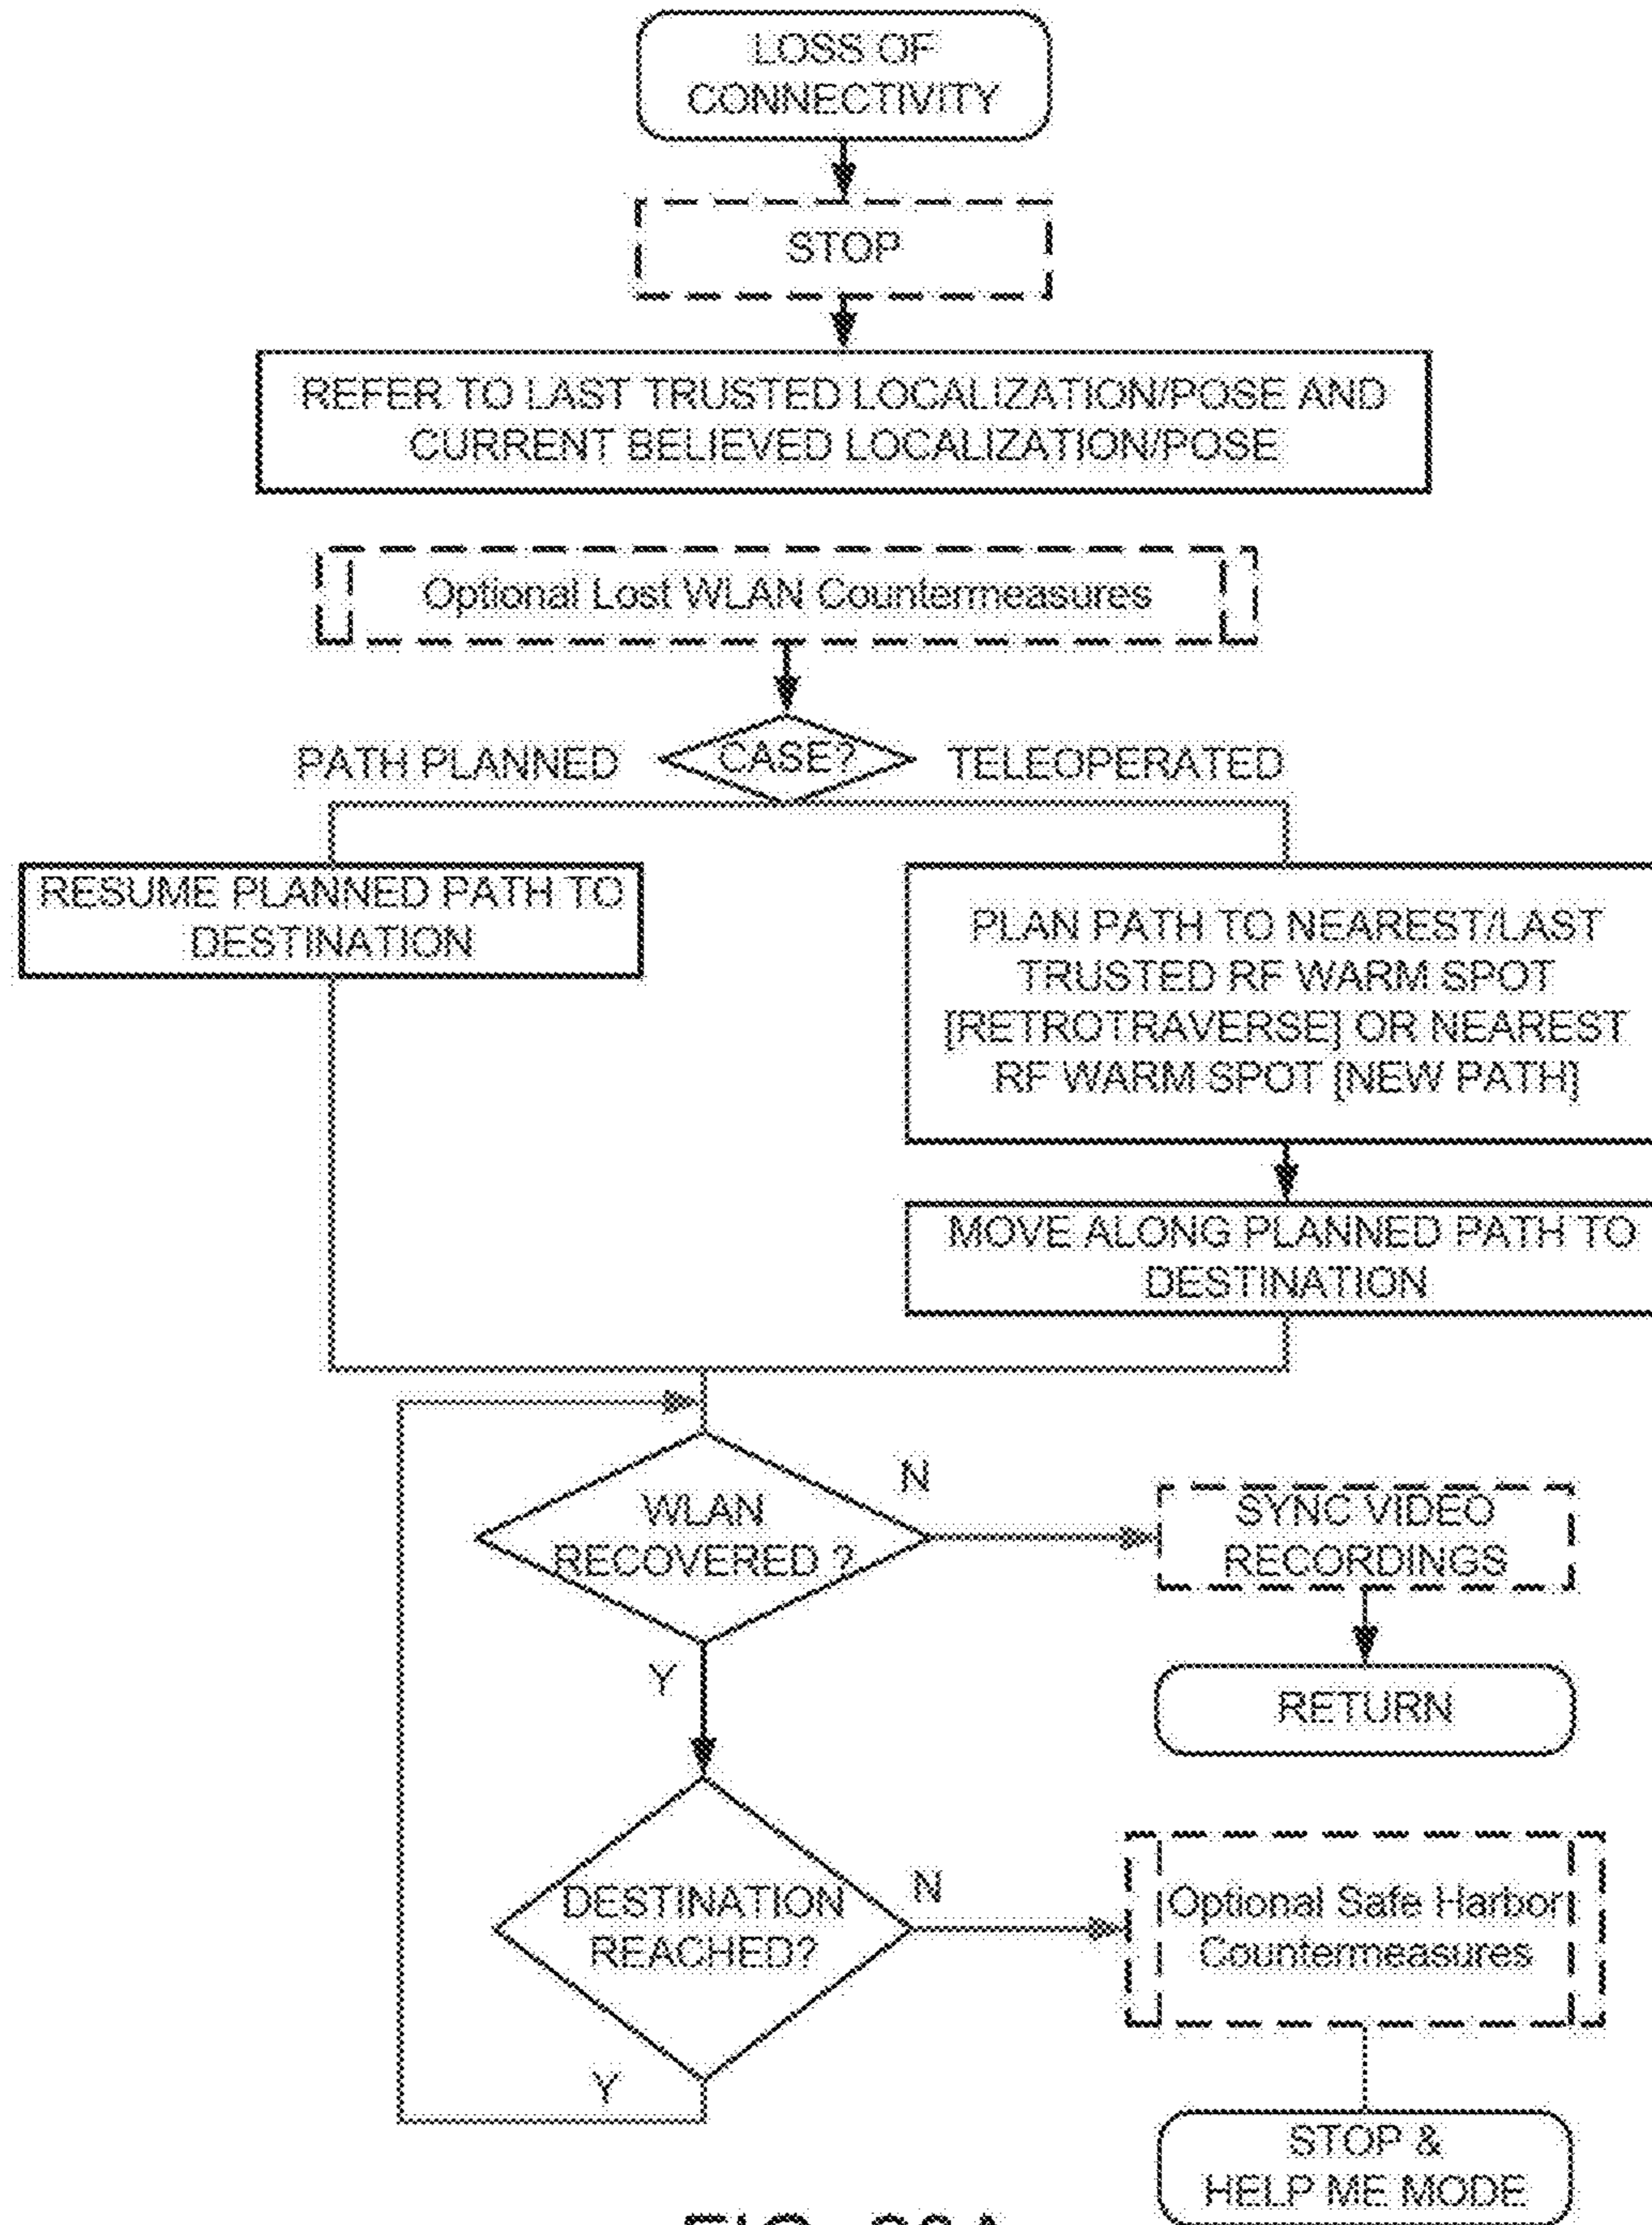 LOSS OF
CONNECTIVITY
STOP
REFER TO LAST TRUSTED LOCALIZATION/POSE AND
CURRENT BELIEVED LOCALIZATION/POSE
Optional Lost WLAN Countermeasures
PATH PLANNED
CASE?
TELEOPERATED
RESUME PLANNED PATH TO
DESTINATION
PLAN PATH TO NEAREST/LAST
TRUSTED RF WARM SPOT
[RETROTRAVERSE] OR NEAREST
RF WARM SPOT [NEW PATH]
MOVE ALONG PLANNED PATH TO
DESTINATION
WLAN
RECOVERED ?
N
SYNC VIDEO
RECORDINGS
Y
RETURN
DESTINATION
REACHED?
N
Optional Safe Harbor
Countermeasures
Y
STOP &
HELP ME MODE